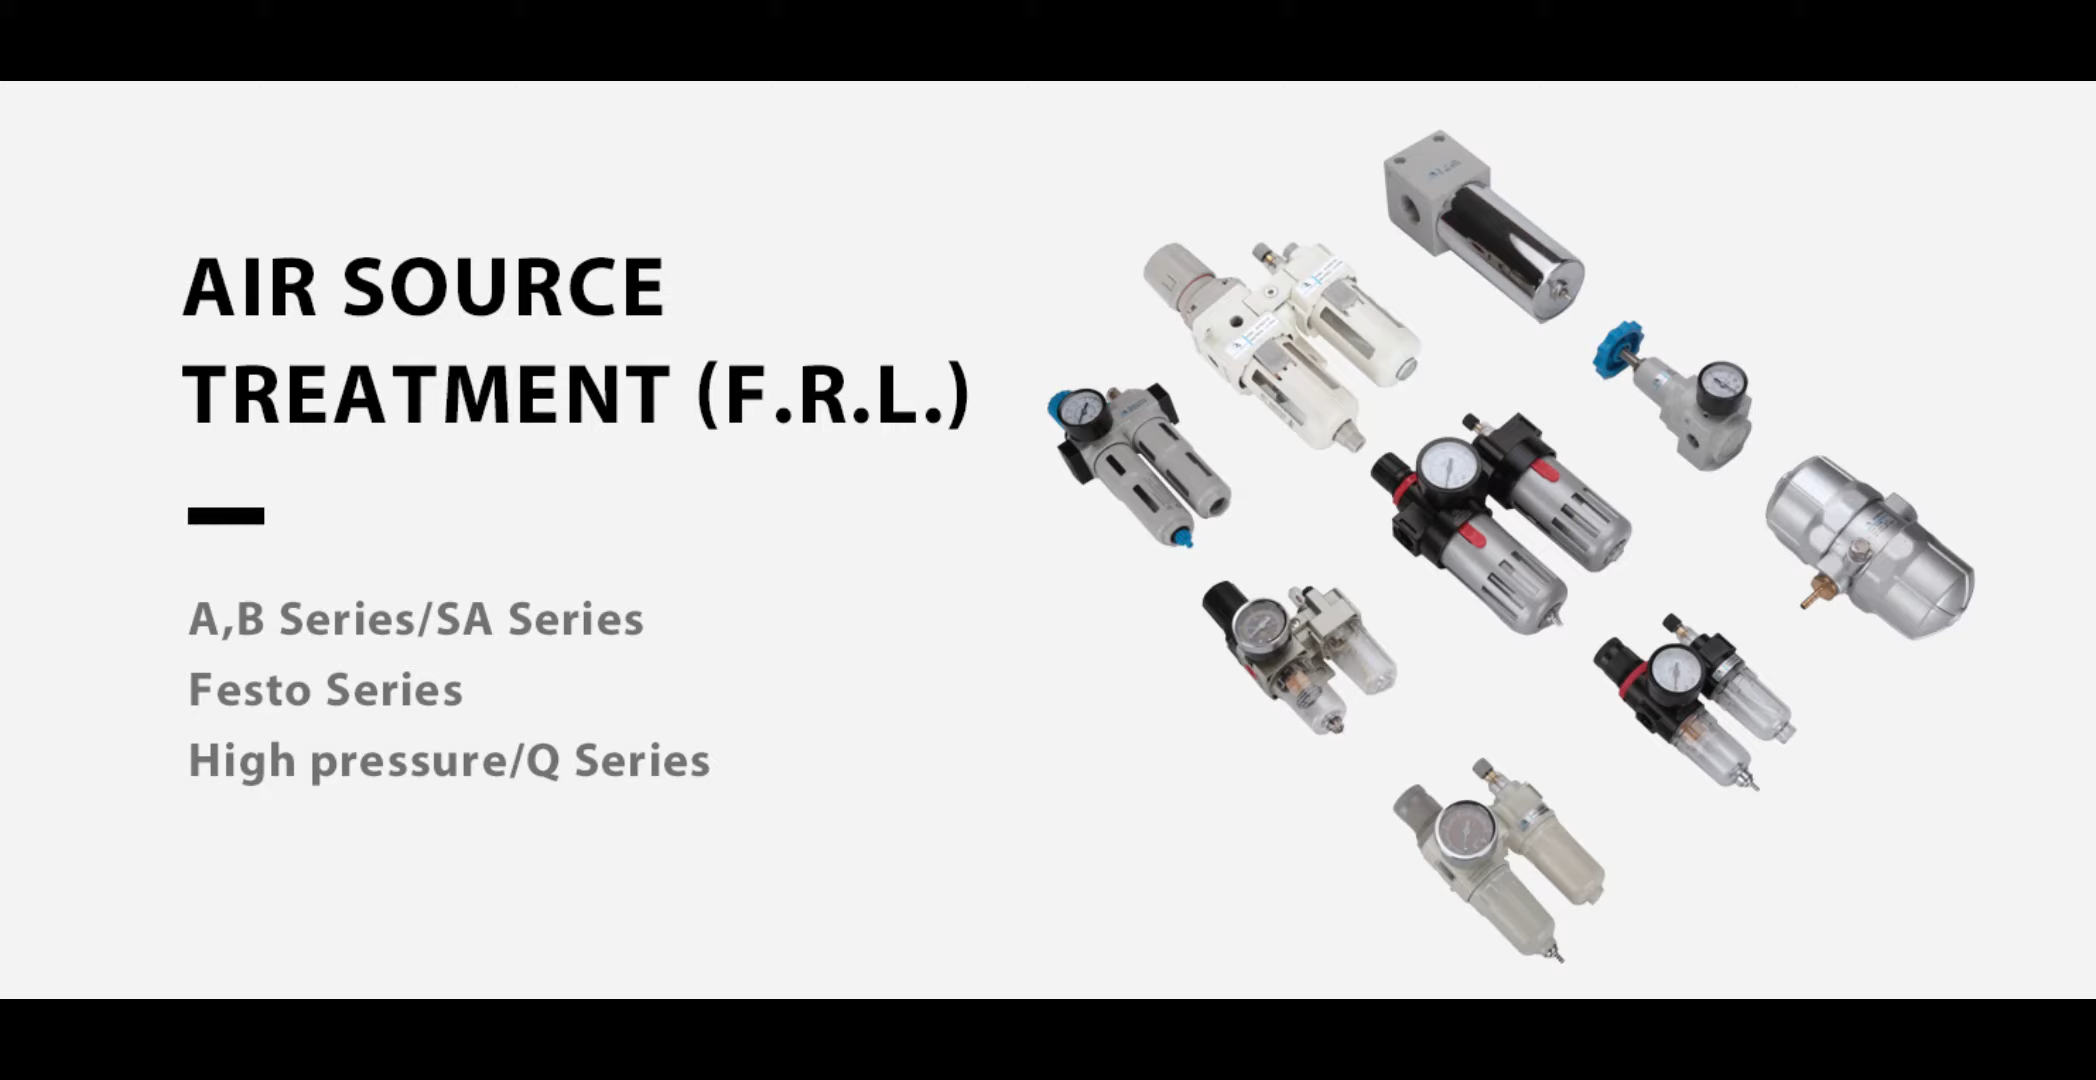 AIR SOURCE
TREATMENT (F.R.L.)
A,B Series/SA Series
Festo Series
High pressure/Q Series